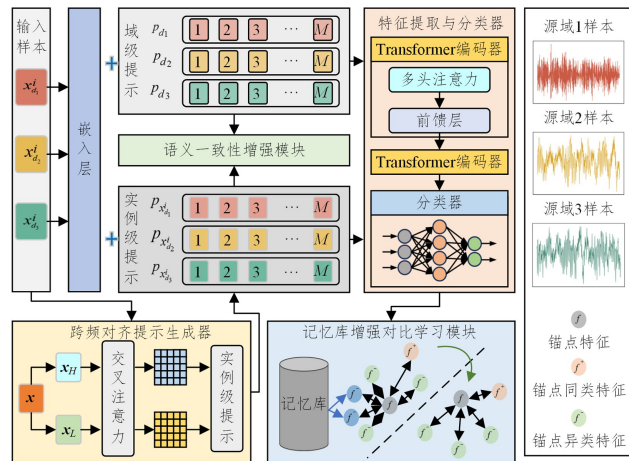 输入样本
x^i_{d_1}
x^i_{d_2}
x^i_{d_3}
嵌入层
域级提示
p_{d_1} 1 2 3 … M
p_{d_2} 1 2 3 … M
p_{d_3} 1 2 3 … M
语义一致性增强模块
实例级提示
p_{x^i_{d_1}} 1 2 3 … M
p_{x^i_{d_2}} 1 2 3 … M
p_{x^i_{d_3}} 1 2 3 … M
特征提取与分类器
Transformer编码器
多头注意力
前馈层
Transformer编码器
分类器
源域1样本
源域2样本
源域3样本
f
锚点特征
f^+
锚点同类特征
f^-
锚点异类特征
跨频对齐提示生成器
x
x_H
x_L
交叉注意力
实例级提示
记忆库增强对比学习模块
记忆库